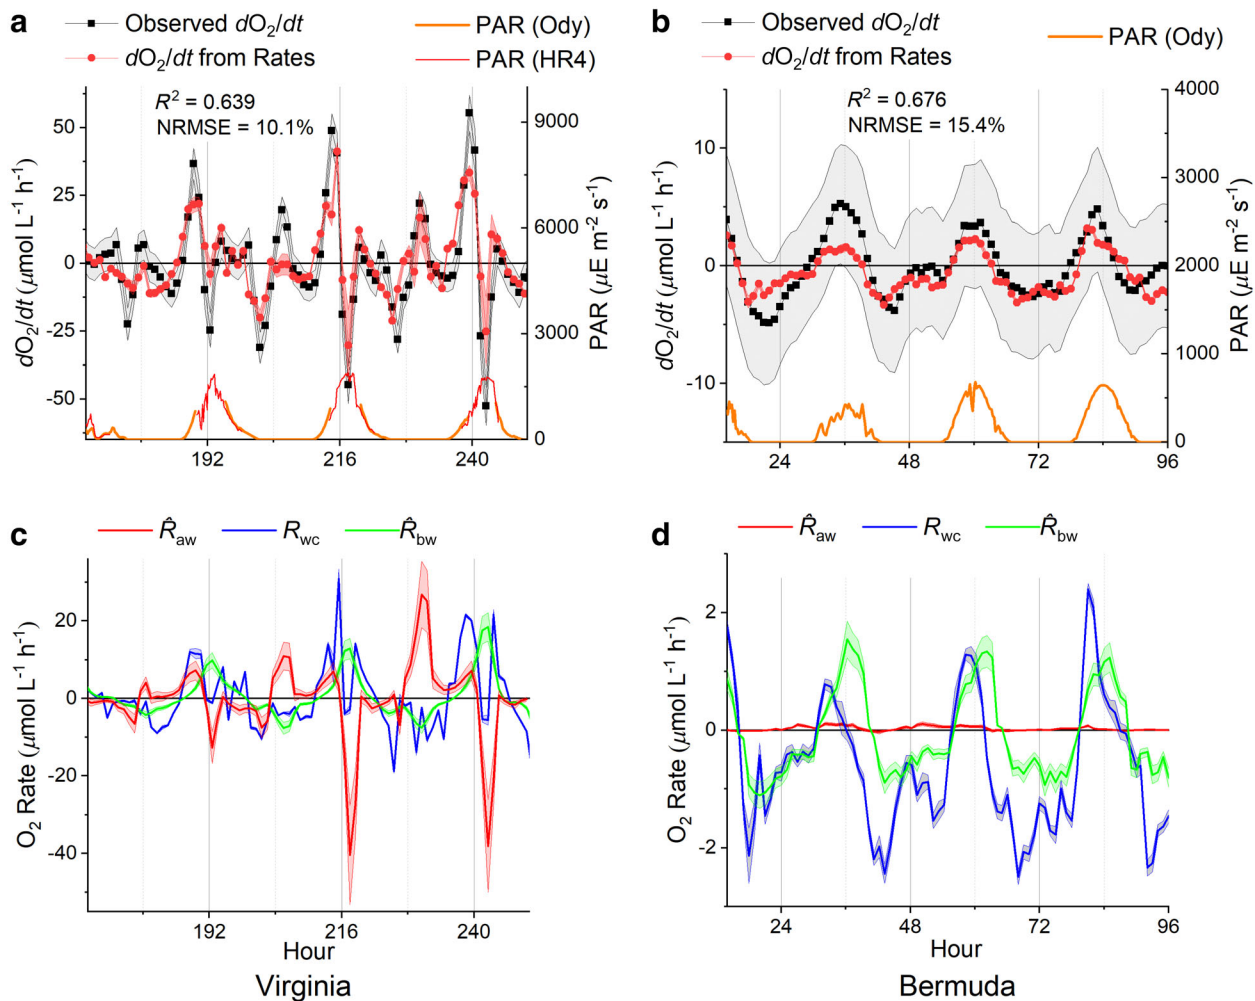 a
Observed dO₂/dt
dO₂/dt from Rates
PAR (Ody)
PAR (HR4)
R² = 0.639
NRMSE = 10.1%
50
25
0
-25
-50
dO₂/dt (μmol L⁻¹ h⁻¹)
9000
6000
3000
0
PAR (μE m⁻² s⁻¹)
192
216
240
b
Observed dO₂/dt
dO₂/dt from Rates
PAR (Ody)
R² = 0.676
NRMSE = 15.4%
10
0
-10
dO₂/dt (μmol L⁻¹ h⁻¹)
4000
3000
2000
1000
0
PAR (μE m⁻² s⁻¹)
24
48
72
96
c
R̂aw
Rwc
R̂bw
20
0
-20
-40
O₂ Rate (μmol L⁻¹ h⁻¹)
192
216
240
Hour
Virginia
d
R̂aw
Rwc
R̂bw
2
0
-2
O₂ Rate (μmol L⁻¹ h⁻¹)
24
48
72
96
Hour
Bermuda